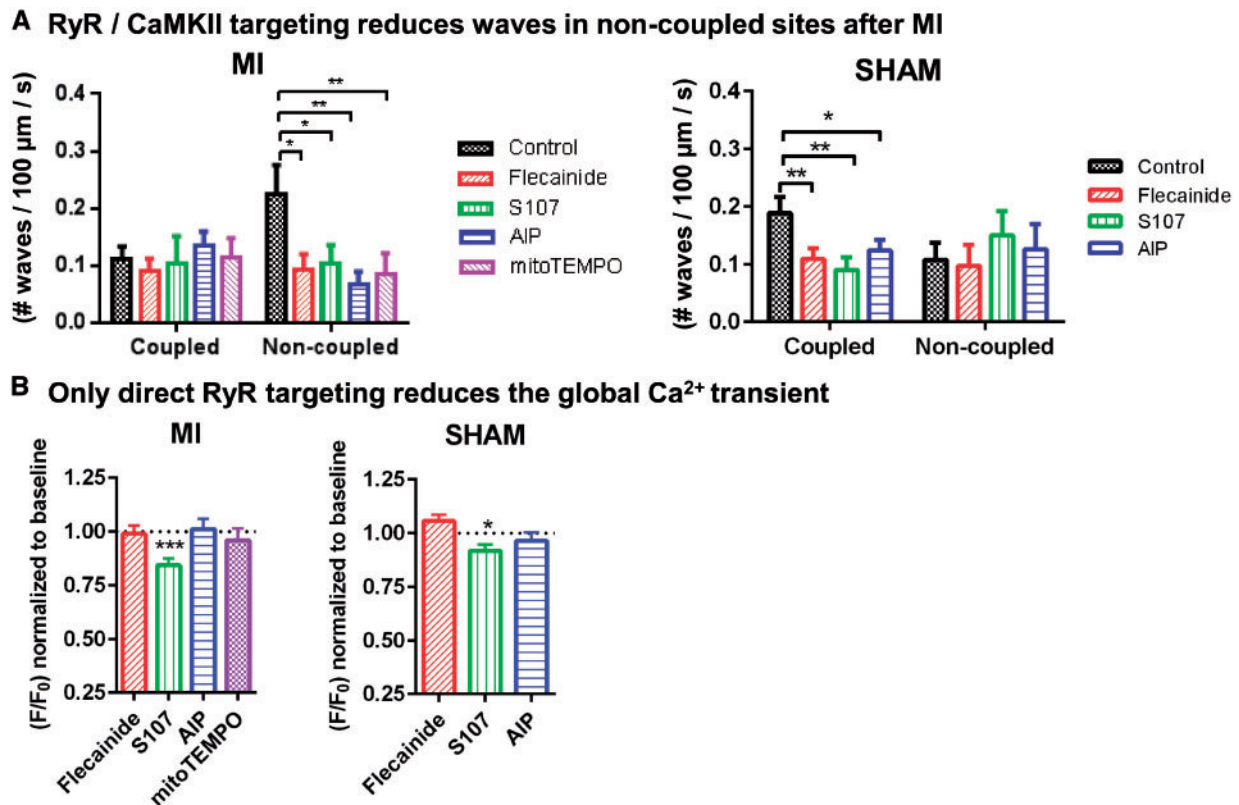 A RyR / CaMKII targeting reduces waves in non-coupled sites after MI
MI
(# waves / 100 µm / s)
0.4
0.3
0.2
0.1
0.0
** 
**
*
*
Coupled
Non-coupled
Control
Flecainide
S107
AIP
mitoTEMPO
SHAM
(# waves / 100 µm / s)
0.4
0.3
0.2
0.1
0.0
*
**
**
Coupled
Non-coupled
Control
Flecainide
S107
AIP
B Only direct RyR targeting reduces the global Ca²⁺ transient
MI
(F/F₀) normalized to baseline
1.25
1.00
0.75
0.50
0.25
***
Flecainide
S107
AIP
mitoTEMPO
SHAM
(F/F₀) normalized to baseline
1.25
1.00
0.75
0.50
0.25
*
Flecainide
S107
AIP